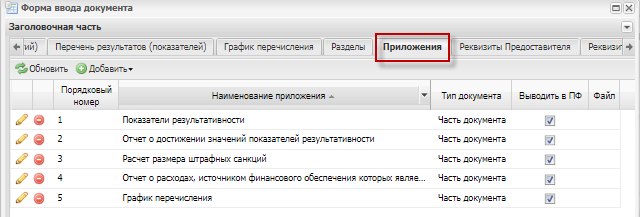 Форма ввода документа
Заголовочная часть
ий) Перечень результатов (показателей) График перечисления Разделы Приложения Реквизиты Предоставителя Реквизит
Обновить Добавить
Порядковый номер Наименование приложения Тип документа Выводить в ПФ Файл
1 Показатели результативности Часть документа
2 Отчет о достижении значений показателей результативности Часть документа
3 Расчет размера штрафных санкций Часть документа
4 Отчет о расходах, источником финансового обеспечения которых являе... Часть документа
5 График перечисления Часть документа